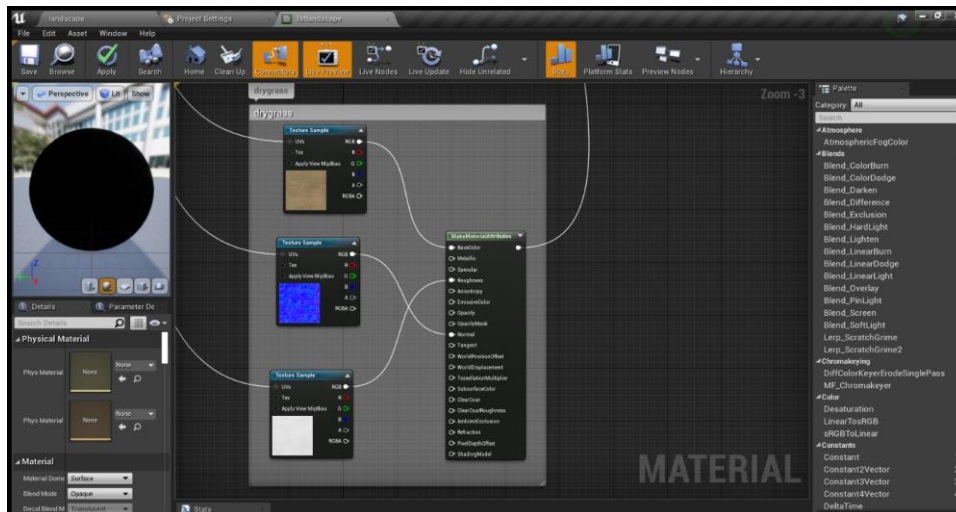 landscape
Project Settings
File Edit Asset Window Help
Save Browse Apply Search Home Clean Up Connectors Live Preview Live Nodes Live Update Hide Unrelated Stats Platform Stats Preview Nodes Hierarchy
Perspective Lit Show
drygrass
Zoom -3
drygrass
Texture Sample
UVs RGB
Tex R
Apply View MipBias G
B
A
RGBA
Texture Sample
UVs RGB
Tex R
Apply View MipBias G
B
A
RGBA
Texture Sample
UVs RGB
Tex R
Apply View MipBias G
B
A
RGBA
MakeMaterialAttributes
BaseColor
Metallic
Specular
Roughness
Anisotropy
EmissiveColor
Opacity
OpacityMask
Normal
Tangent
WorldPositionOffset
WorldDisplacement
TessellationMultiplier
SubsurfaceColor
ClearCoat
ClearCoatRoughness
AmbientOcclusion
Refraction
PixelDepthOffset
ShadingModel
MATERIAL
Z
Details Parameter De
Search Details
Physical Material
Phys Material None None
Phys Material None None
Material
Material Doma Surface
Blend Mode Opaque
Decal Blend M Translucent
Stats
Palette
Category: All
Search
Atmosphere
AtmosphericFogColor
Blends
Blend_ColorBurn
Blend_ColorDodge
Blend_Darken
Blend_Difference
Blend_Exclusion
Blend_HardLight
Blend_Lighten
Blend_LinearBurn
Blend_LinearDodge
Blend_LinearLight
Blend_Overlay
Blend_PinLight
Blend_Screen
Blend_SoftLight
Lerp_ScratchGrime
Lerp_ScratchGrime2
Chromakeying
DiffColorKeyerErodeSinglePass
MF_Chromakeyer
Color
Desaturation
LinearTosRGB
sRGBToLinear
Constants
Constant
Constant2Vector
Constant3Vector
Constant4Vector
DeltaTime